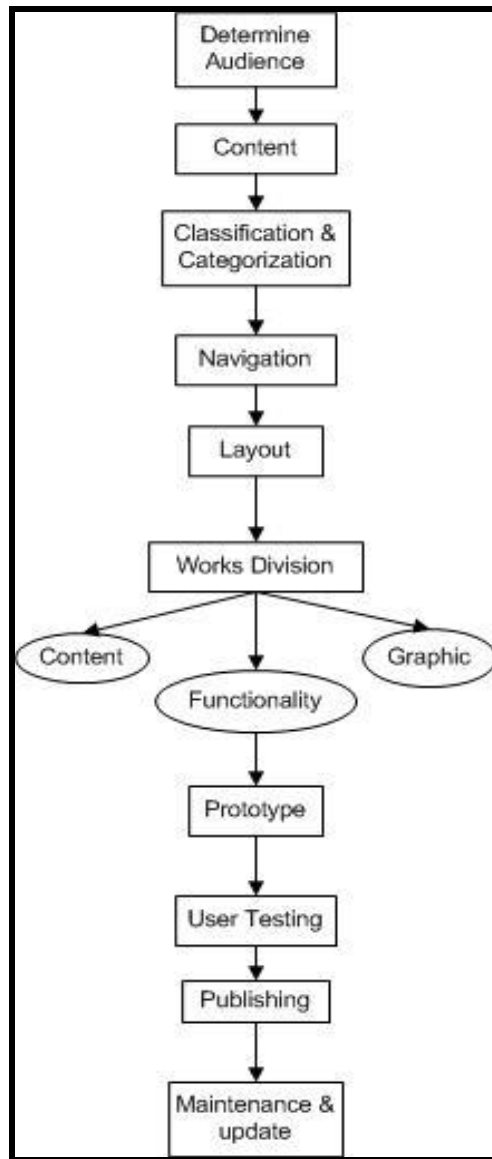 Determine
Audience
Content
Classification &
Categorization
Navigation
Layout
Works Division
Content
Graphic
Functionality
Prototype
User Testing
Publishing
Maintenance &
update